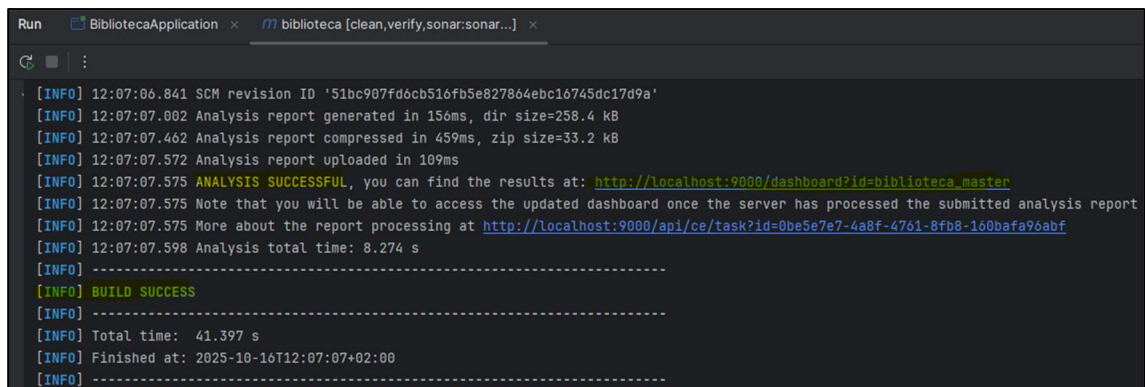 Run BibliotecaApplication × m biblioteca [clean,verify,sonar:sonar...] ×
[INFO] 12:07:06.841 SCM revision ID '51bc907fd6cb516fb5e827864ebc16745dc17d9a'
[INFO] 12:07:07.002 Analysis report generated in 156ms, dir size=258.4 kB
[INFO] 12:07:07.462 Analysis report compressed in 459ms, zip size=33.2 kB
[INFO] 12:07:07.572 Analysis report uploaded in 109ms
[INFO] 12:07:07.575 ANALYSIS SUCCESSFUL, you can find the results at: http://localhost:9000/dashboard?id=biblioteca_master
[INFO] 12:07:07.575 Note that you will be able to access the updated dashboard once the server has processed the submitted analysis report
[INFO] 12:07:07.575 More about the report processing at http://localhost:9000/api/ce/task?id=0be5e7e7-4a8f-4761-8fb8-160bafa96abf
[INFO] 12:07:07.598 Analysis total time: 8.274 s
[INFO] ------------------------------------------------------------------------
[INFO] BUILD SUCCESS
[INFO] ------------------------------------------------------------------------
[INFO] Total time:  41.397 s
[INFO] Finished at: 2025-10-16T12:07:07+02:00
[INFO] ------------------------------------------------------------------------